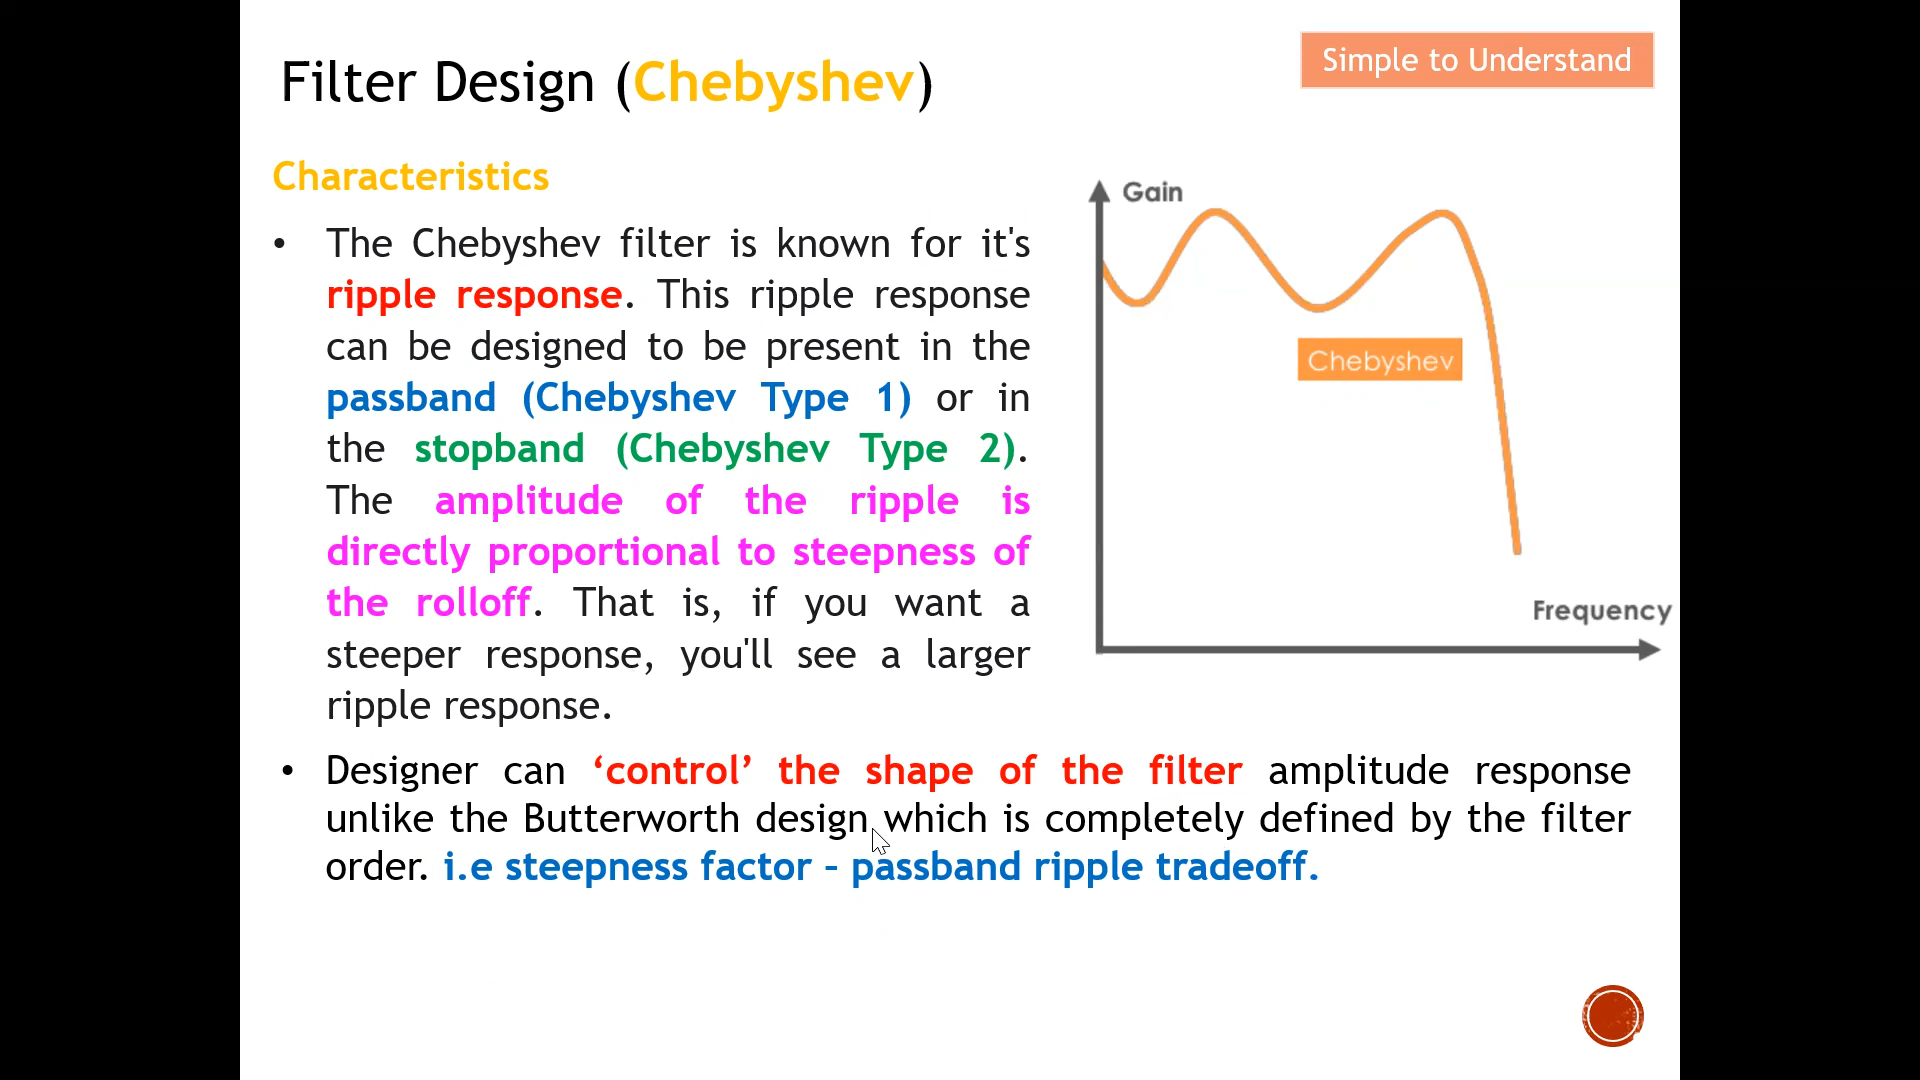 Filter Design (Chebyshev)
Simple to Understand
Characteristics
• The Chebyshev filter is known for it's
ripple response. This ripple response
can be designed to be present in the
passband (Chebyshev Type 1) or in
the stopband (Chebyshev Type 2).
The amplitude of the ripple is
directly proportional to steepness of
the rolloff. That is, if you want a
steeper response, you'll see a larger
ripple response.
Gain
Chebyshev
Frequency
• Designer can ‘control’ the shape of the filter amplitude response
unlike the Butterworth design which is completely defined by the filter
order. i.e steepness factor – passband ripple tradeoff.